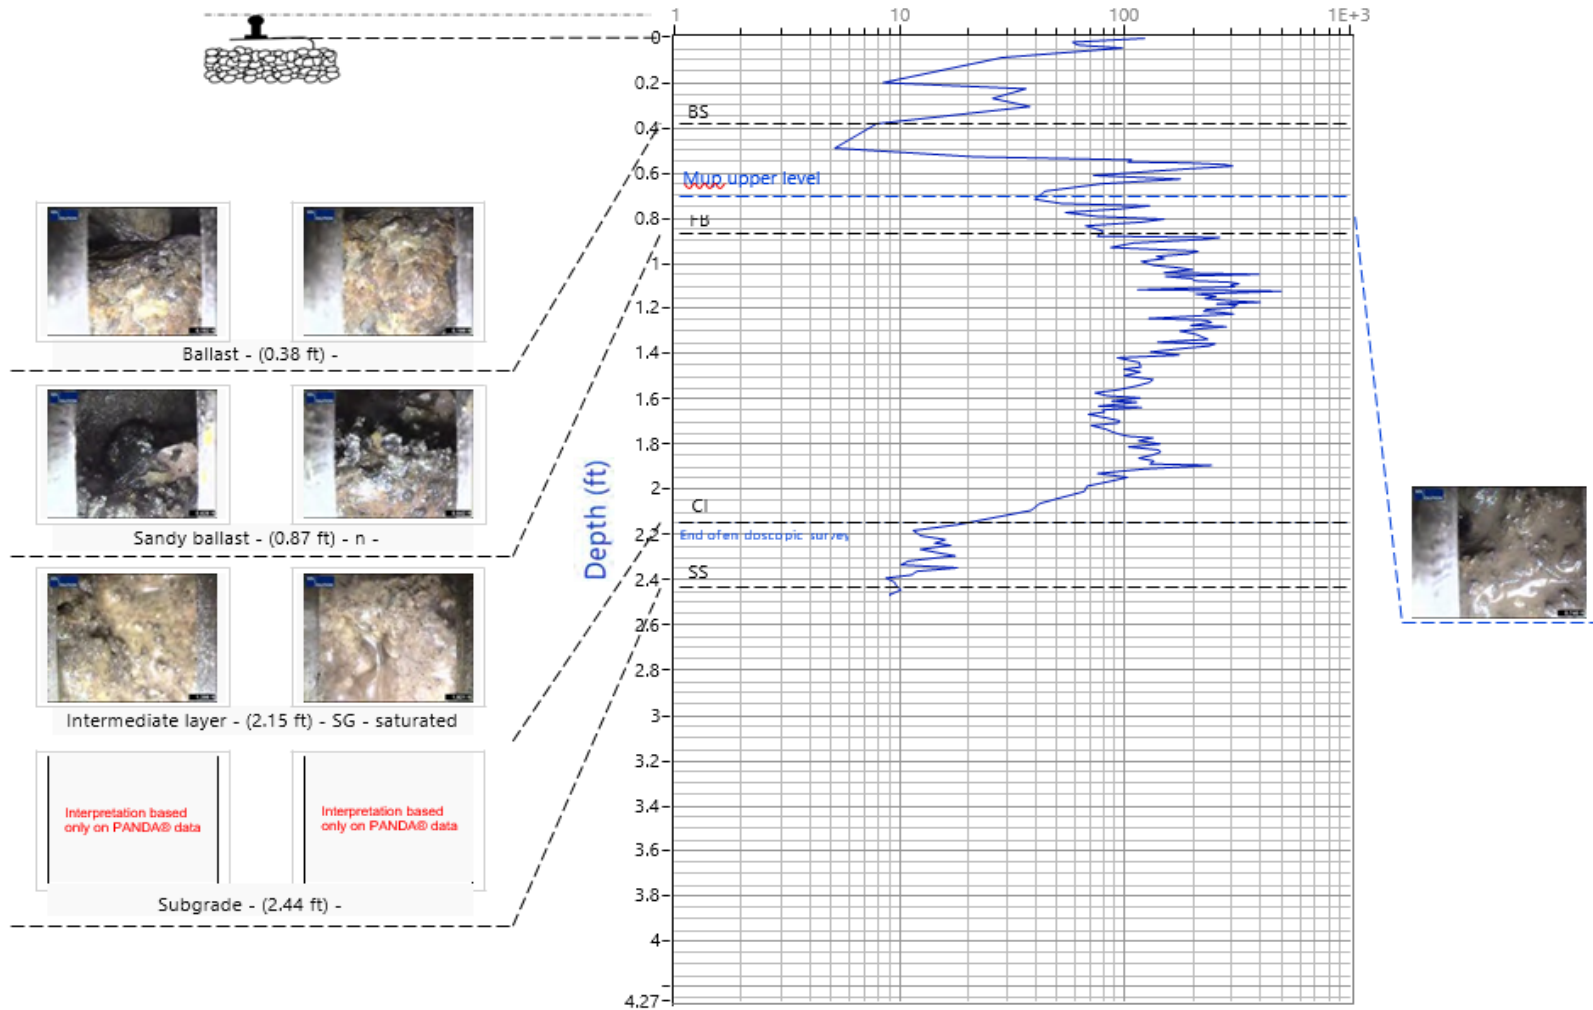 1 10 100 1E+3
0
0.2
BS
0.4
0.6
Mup upper level
0.8
FB
1
1.2
1.4
1.6
1.8
2
CI
2.2
End ofen doscopic survey
SS
2.4
2.6
2.8
3
3.2
3.4
3.6
3.8
4
4.27
Depth (ft)
Ballast - (0.38 ft) -
Sandy ballast - (0.87 ft) - n -
Intermediate layer - (2.15 ft) - SG - saturated
Interpretation based
only on PANDA® data
Interpretation based
only on PANDA® data
Subgrade - (2.44 ft) -